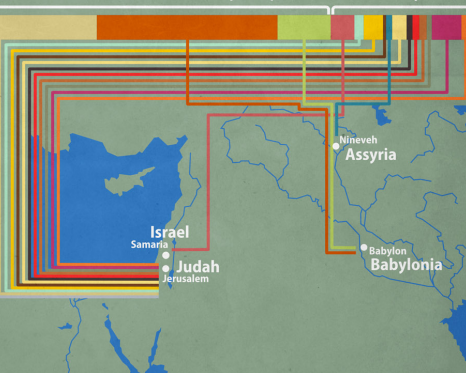 Nineveh
Assyria
Israel
Samaria
Judah
Jerusalem
Babylon
Babylonia